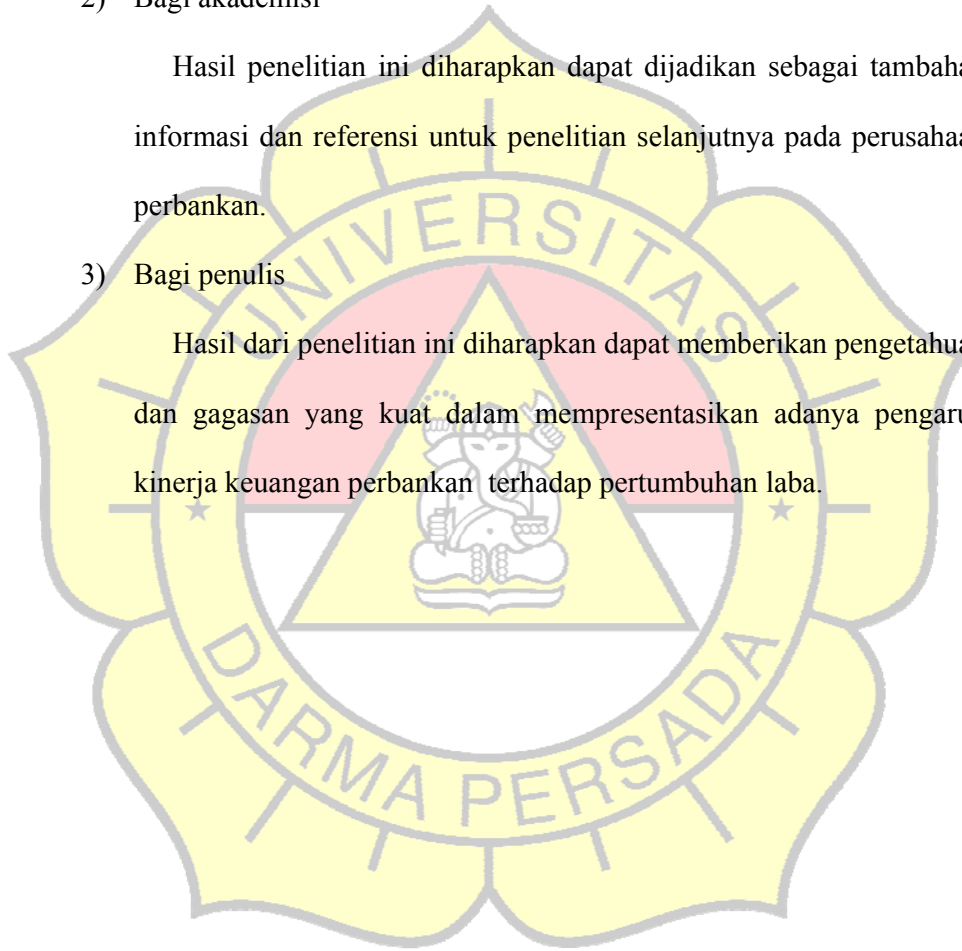 2) Bagi akademisi
Hasil penelitian ini diharapkan dapat dijadikan sebagai tambaha
informasi dan referensi untuk penelitian selanjutnya pada perusahaa
perbankan.
3) Bagi penulis
Hasil dari penelitian ini diharapkan dapat memberikan pengetahua
dan gagasan yang kuat dalam mempresentasikan adanya pengaru
kinerja keuangan perbankan terhadap pertumbuhan laba.
UNIVERSITAS
DARMA PERSADA